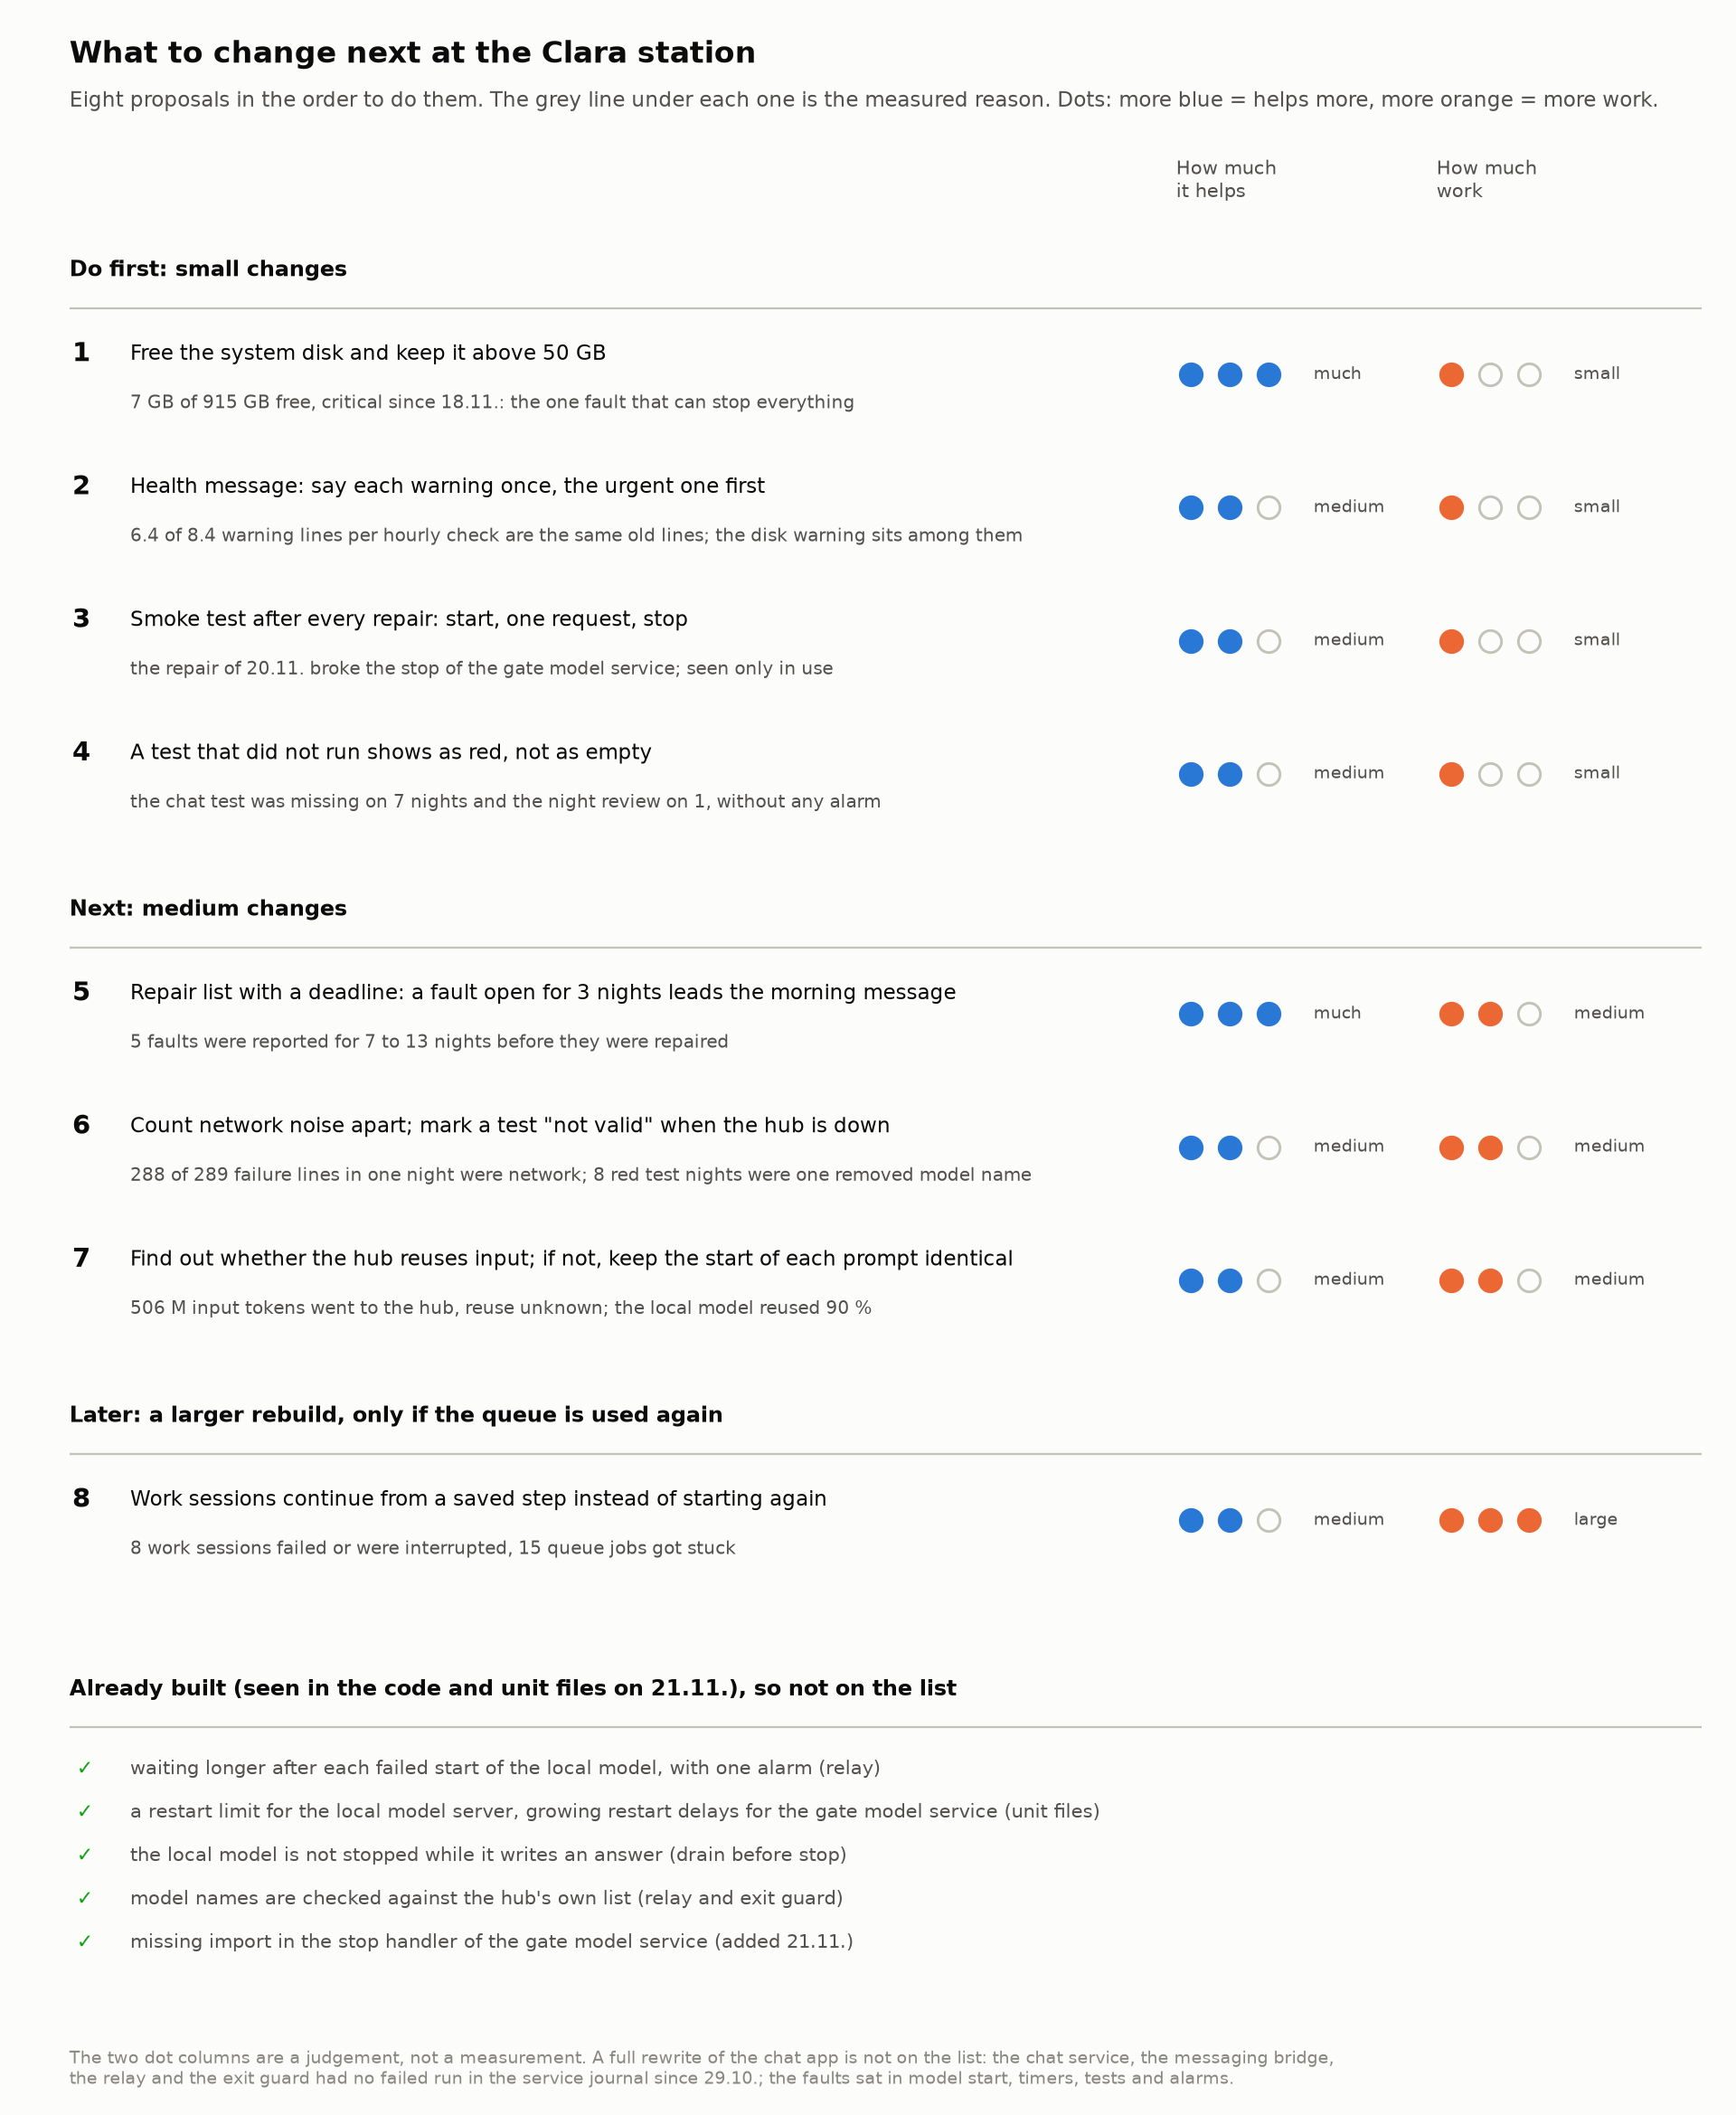 What to change next at the Clara station
Eight proposals in the order to do them. The grey line under each one is the measured reason. Dots: more blue = helps more, more orange = more work.
How much
it helps
How much
work
Do first: small changes
1 Free the system disk and keep it above 50 GB
much small
7 GB of 915 GB free, critical since 18.11.: the one fault that can stop everything
2 Health message: say each warning once, the urgent one first
medium small
6.4 of 8.4 warning lines per hourly check are the same old lines; the disk warning sits among them
3 Smoke test after every repair: start, one request, stop
medium small
the repair of 20.11. broke the stop of the gate model service; seen only in use
4 A test that did not run shows as red, not as empty
medium small
the chat test was missing on 7 nights and the night review on 1, without any alarm
Next: medium changes
5 Repair list with a deadline: a fault open for 3 nights leads the morning message
much medium
5 faults were reported for 7 to 13 nights before they were repaired
6 Count network noise apart; mark a test "not valid" when the hub is down
medium medium
288 of 289 failure lines in one night were network; 8 red test nights were one removed model name
7 Find out whether the hub reuses input; if not, keep the start of each prompt identical
medium medium
506 M input tokens went to the hub, reuse unknown; the local model reused 90 %
Later: a larger rebuild, only if the queue is used again
8 Work sessions continue from a saved step instead of starting again
medium large
8 work sessions failed or were interrupted, 15 queue jobs got stuck
Already built (seen in the code and unit files on 21.11.), so not on the list
✓ waiting longer after each failed start of the local model, with one alarm (relay)
✓ a restart limit for the local model server, growing restart delays for the gate model service (unit files)
✓ the local model is not stopped while it writes an answer (drain before stop)
✓ model names are checked against the hub's own list (relay and exit guard)
✓ missing import in the stop handler of the gate model service (added 21.11.)
The two dot columns are a judgement, not a measurement. A full rewrite of the chat app is not on the list: the chat service, the messaging bridge,
the relay and the exit guard had no failed run in the service journal since 29.10.; the faults sat in model start, timers, tests and alarms.